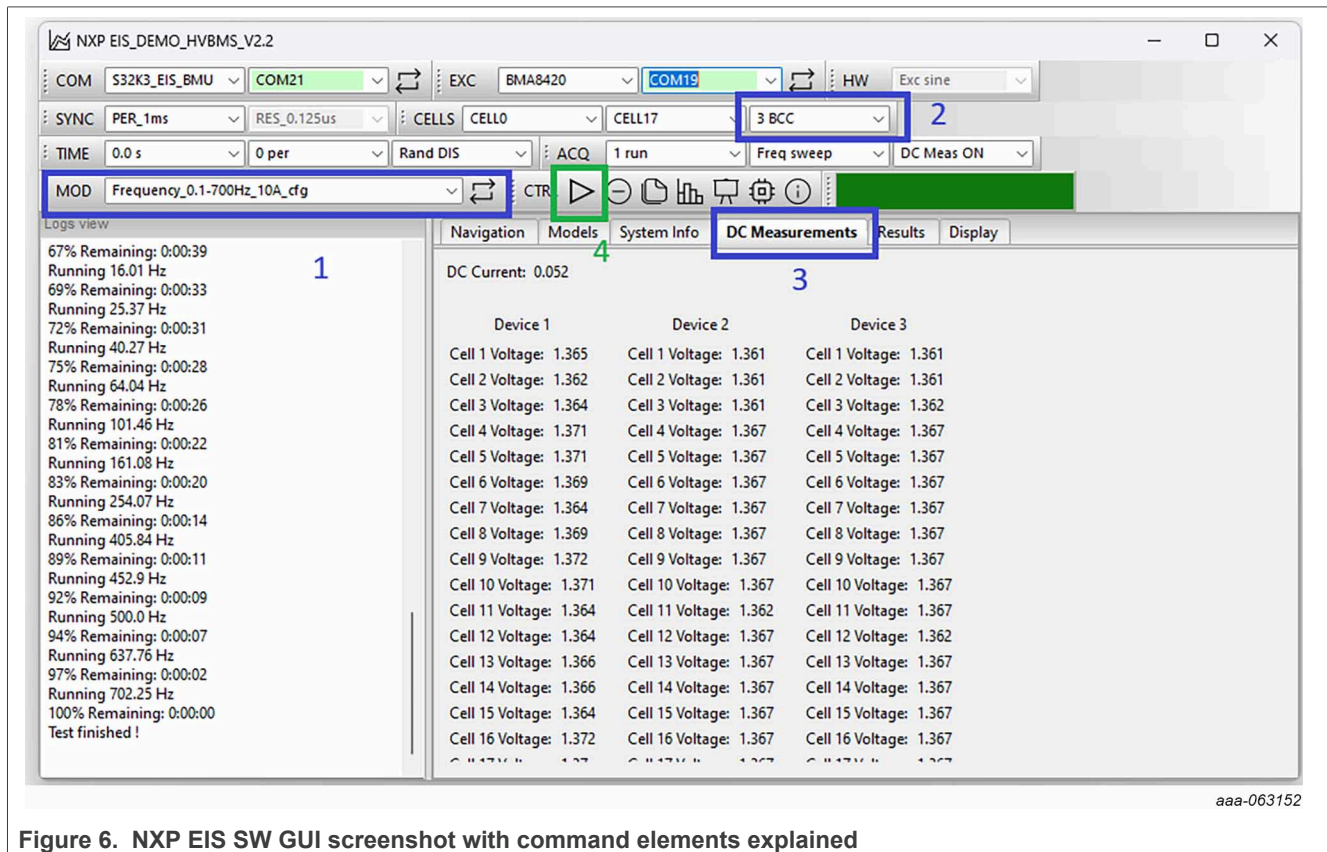 NXP EIS_DEMO_HVBMS_V2.2
COM S32K3_EIS_BMU COM21 EXC BMA8420 COM19 HW Exc sine
SYNC PER_1ms RES_0.125us CELLS CELL0 CELL17 3 BCC 2
TIME 0.0 s 0 per Rand DIS ACQ 1 run Freq sweep DC Meas ON
MOD Frequency_0.1-700Hz_10A_cfg CTR
Logs view
67% Remaining: 0:00:39
Running 16.01 Hz
69% Remaining: 0:00:33
Running 25.37 Hz
72% Remaining: 0:00:31
Running 40.27 Hz
75% Remaining: 0:00:28
Running 64.04 Hz
78% Remaining: 0:00:26
Running 101.46 Hz
81% Remaining: 0:00:22
Running 161.08 Hz
83% Remaining: 0:00:20
Running 254.07 Hz
86% Remaining: 0:00:14
Running 405.84 Hz
89% Remaining: 0:00:11
Running 452.9 Hz
92% Remaining: 0:00:09
Running 500.0 Hz
94% Remaining: 0:00:07
Running 637.76 Hz
97% Remaining: 0:00:02
Running 702.25 Hz
100% Remaining: 0:00:00
Test finished !
1
Navigation Models System Info DC Measurements Results Display
4
3
DC Current: 0.052
Device 1 Device 2 Device 3
Cell 1 Voltage: 1.365 Cell 1 Voltage: 1.361 Cell 1 Voltage: 1.361
Cell 2 Voltage: 1.362 Cell 2 Voltage: 1.361 Cell 2 Voltage: 1.361
Cell 3 Voltage: 1.364 Cell 3 Voltage: 1.361 Cell 3 Voltage: 1.362
Cell 4 Voltage: 1.371 Cell 4 Voltage: 1.367 Cell 4 Voltage: 1.367
Cell 5 Voltage: 1.371 Cell 5 Voltage: 1.367 Cell 5 Voltage: 1.367
Cell 6 Voltage: 1.369 Cell 6 Voltage: 1.367 Cell 6 Voltage: 1.367
Cell 7 Voltage: 1.364 Cell 7 Voltage: 1.367 Cell 7 Voltage: 1.367
Cell 8 Voltage: 1.369 Cell 8 Voltage: 1.367 Cell 8 Voltage: 1.367
Cell 9 Voltage: 1.372 Cell 9 Voltage: 1.367 Cell 9 Voltage: 1.367
Cell 10 Voltage: 1.371 Cell 10 Voltage: 1.367 Cell 10 Voltage: 1.367
Cell 11 Voltage: 1.364 Cell 11 Voltage: 1.362 Cell 11 Voltage: 1.367
Cell 12 Voltage: 1.364 Cell 12 Voltage: 1.367 Cell 12 Voltage: 1.362
Cell 13 Voltage: 1.366 Cell 13 Voltage: 1.367 Cell 13 Voltage: 1.367
Cell 14 Voltage: 1.366 Cell 14 Voltage: 1.367 Cell 14 Voltage: 1.367
Cell 15 Voltage: 1.364 Cell 15 Voltage: 1.367 Cell 15 Voltage: 1.367
Cell 16 Voltage: 1.372 Cell 16 Voltage: 1.367 Cell 16 Voltage: 1.367
aaa-063152
Figure 6. NXP EIS SW GUI screenshot with command elements explained